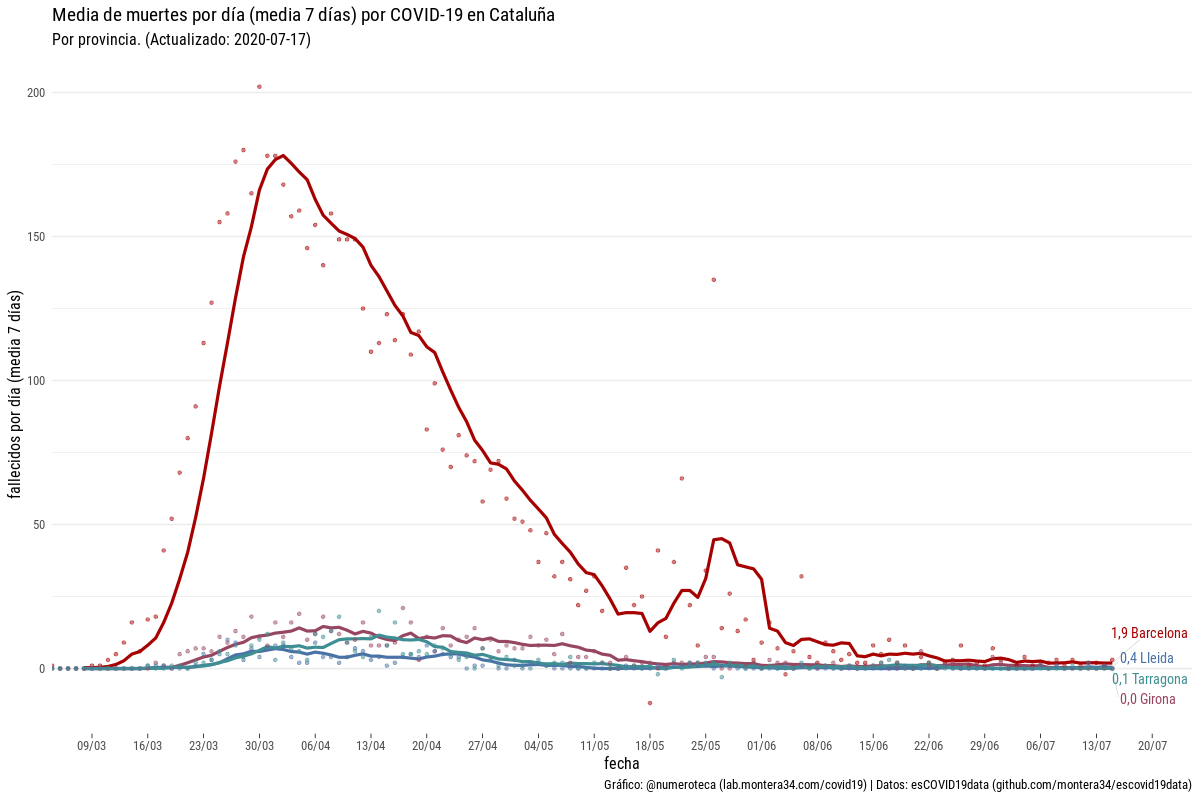 Media de muertes por día (media 7 días) por COVID-19 en Cataluña
Por provincia. (Actualizado: 2020-07-17)
fallecidos por día (media 7 días)
200
150
100
50
0
1,9 Barcelona
0,4 Lleida
0,1 Tarragona
0,0 Girona
09/03 16/03 23/03 30/03 06/04 13/04 20/04 27/04 04/05 11/05 18/05 25/05 01/06 08/06 15/06 22/06 29/06 06/07 13/07 20/07
fecha
Gráfico: @numeroteca (lab.montera34.com/covid19) | Datos: esCOVID19data (github.com/montera34/escovid19data)